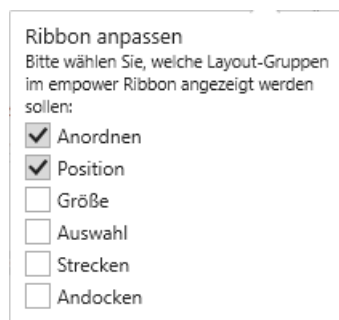 Ribbon anpassen
Bitte wählen Sie, welche Layout-Gruppen
im empower Ribbon angezeigt werden
sollen:
Anordnen
Position
Größe
Auswahl
Strecken
Andocken